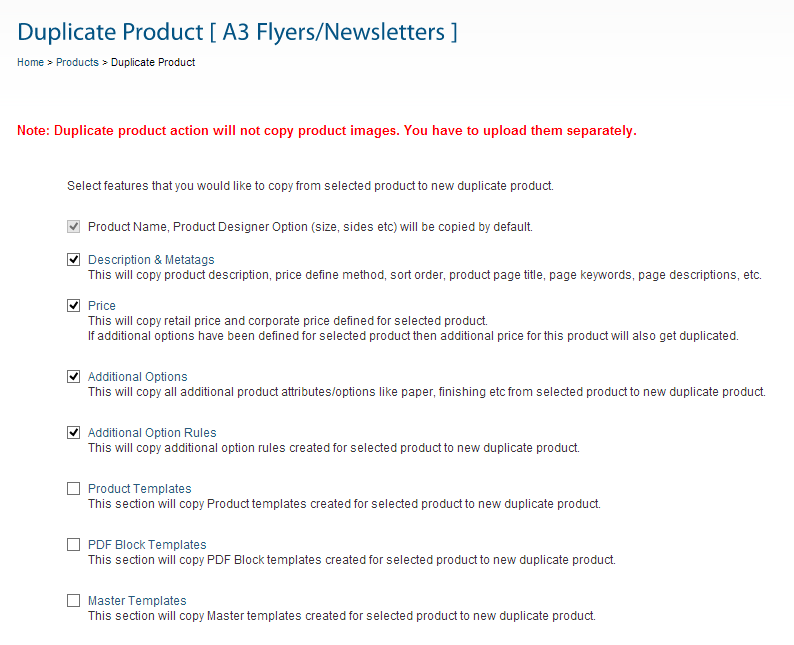 Duplicate Product [ A3 Flyers/Newsletters ]
Home > Products > Duplicate Product
Note: Duplicate product action will not copy product images. You have to upload them separately.
Select features that you would like to copy from selected product to new duplicate product.
Product Name, Product Designer Option (size, sides etc) will be copied by default.
Description & Metatags
This will copy product description, price define method, sort order, product page title, page keywords, page descriptions, etc.
Price
This will copy retail price and corporate price defined for selected product.
If additional options have been defined for selected product then additional price for this product will also get duplicated.
Additional Options
This will copy all additional product attributes/options like paper, finishing etc from selected product to new duplicate product.
Additional Option Rules
This will copy additional option rules created for selected product to new duplicate product.
Product Templates
This section will copy Product templates created for selected product to new duplicate product.
PDF Block Templates
This section will copy PDF Block templates created for selected product to new duplicate product.
Master Templates
This section will copy Master templates created for selected product to new duplicate product.